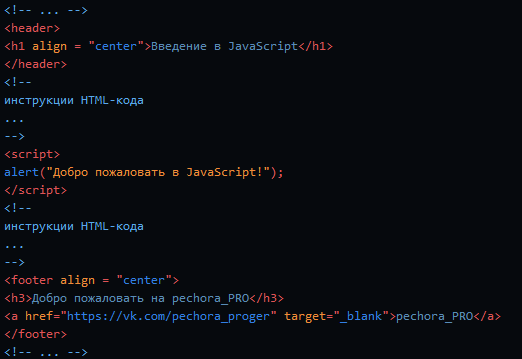 <!-- ... -->
<header>
<h1 align = "center">Введение в JavaScript</h1>
</header>
<!--
инструкции HTML-кода
...
-->
<script>
alert("Добро пожаловать в JavaScript!");
</script>
<!--
инструкции HTML-кода
...
-->
<footer align = "center">
<h3>Добро пожаловать на pechora_PRO</h3>
<a href="https://vk.com/pechora_proger" target="_blank">pechora_PRO</a>
</footer>
<!-- ... -->